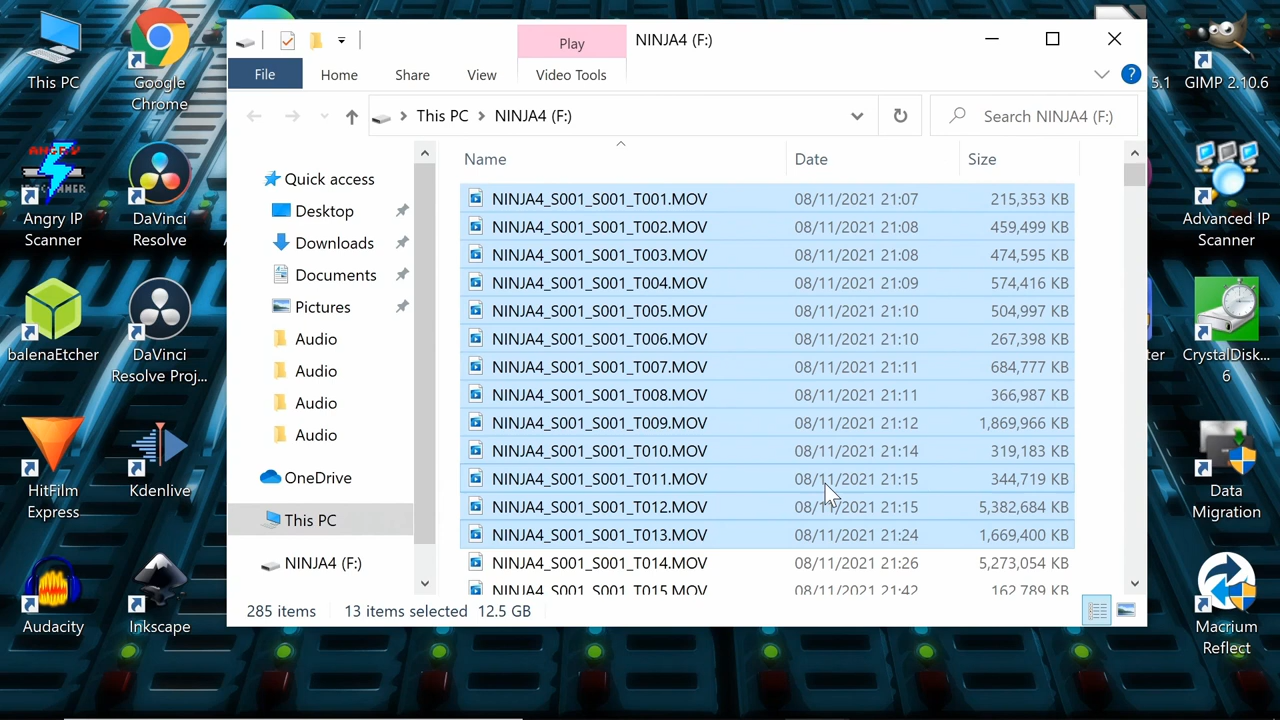 This PC
Google
Chrome
ANGRY
IP SCANNER
Angry IP
Scanner
DaVinci
Resolve
balenaEtcher
DaVinci
Resolve Proj...
HitFilm
Express
Kdenlive
Audacity
Inkscape
Play
NINJA4 (F:)
File
Home
Share
View
Video Tools
?
This PC
NINJA4 (F:)
Search NINJA4 (F:)
Quick access
Desktop
Downloads
Documents
Pictures
Audio
Audio
Audio
Audio
OneDrive
This PC
NINJA4 (F:)
Name Date Size
NINJA4_S001_S001_T001.MOV 08/11/2021 21:07 215,353 KB
NINJA4_S001_S001_T002.MOV 08/11/2021 21:08 459,499 KB
NINJA4_S001_S001_T003.MOV 08/11/2021 21:08 474,595 KB
NINJA4_S001_S001_T004.MOV 08/11/2021 21:09 574,416 KB
NINJA4_S001_S001_T005.MOV 08/11/2021 21:10 504,997 KB
NINJA4_S001_S001_T006.MOV 08/11/2021 21:10 267,398 KB
NINJA4_S001_S001_T007.MOV 08/11/2021 21:11 684,777 KB
NINJA4_S001_S001_T008.MOV 08/11/2021 21:11 366,987 KB
NINJA4_S001_S001_T009.MOV 08/11/2021 21:12 1,869,966 KB
NINJA4_S001_S001_T010.MOV 08/11/2021 21:14 319,183 KB
NINJA4_S001_S001_T011.MOV 08/11/2021 21:15 344,719 KB
NINJA4_S001_S001_T012.MOV 08/11/2021 21:15 5,382,684 KB
NINJA4_S001_S001_T013.MOV 08/11/2021 21:24 1,669,400 KB
NINJA4_S001_S001_T014.MOV 08/11/2021 21:26 5,273,054 KB
NINJA4_S001_S001_T015.MOV 08/11/2021 21:42 162,789 KB
285 items 13 items selected 12.5 GB
5.1
GIMP 2.10.6
Advanced IP
Scanner
ter
CrystalDisk...
6
Data
Migration
Macrium
Reflect